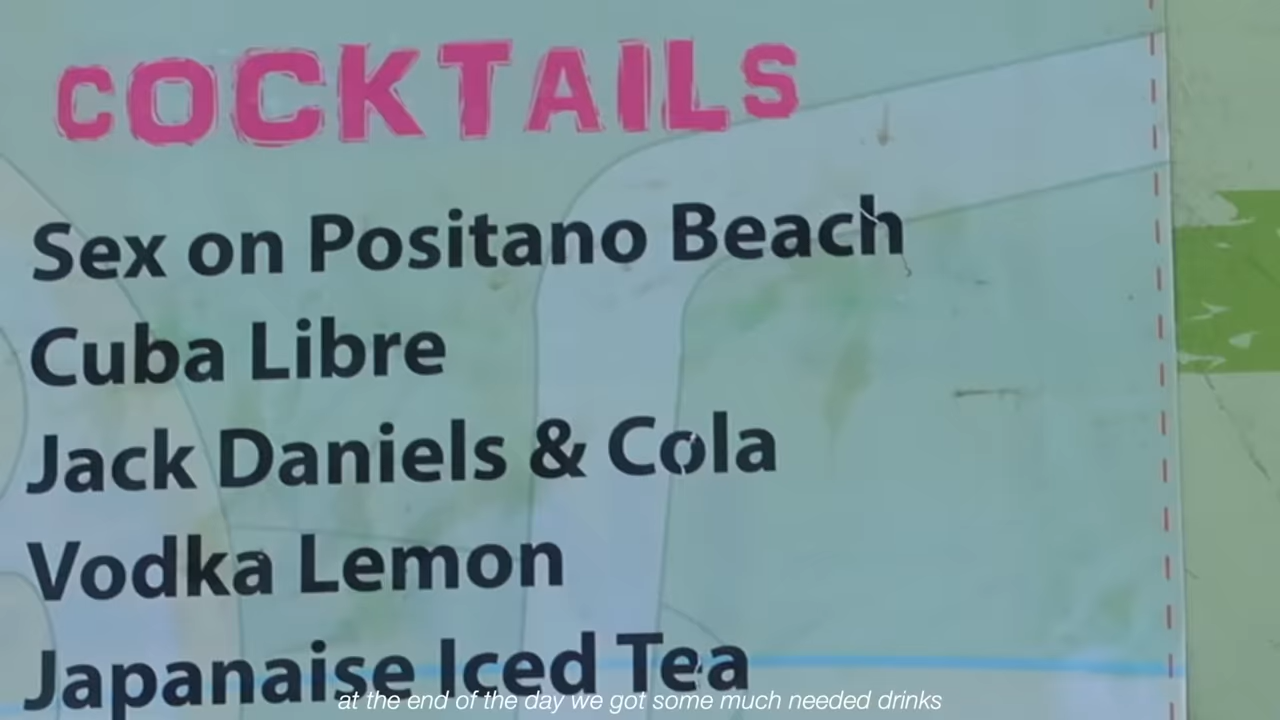 COCKTAILS
Sex on Positano Beach
Cuba Libre
Jack Daniels & Cola
Vodka Lemon
Japanaise Iced Tea
at the end of the day we got some much needed drinks